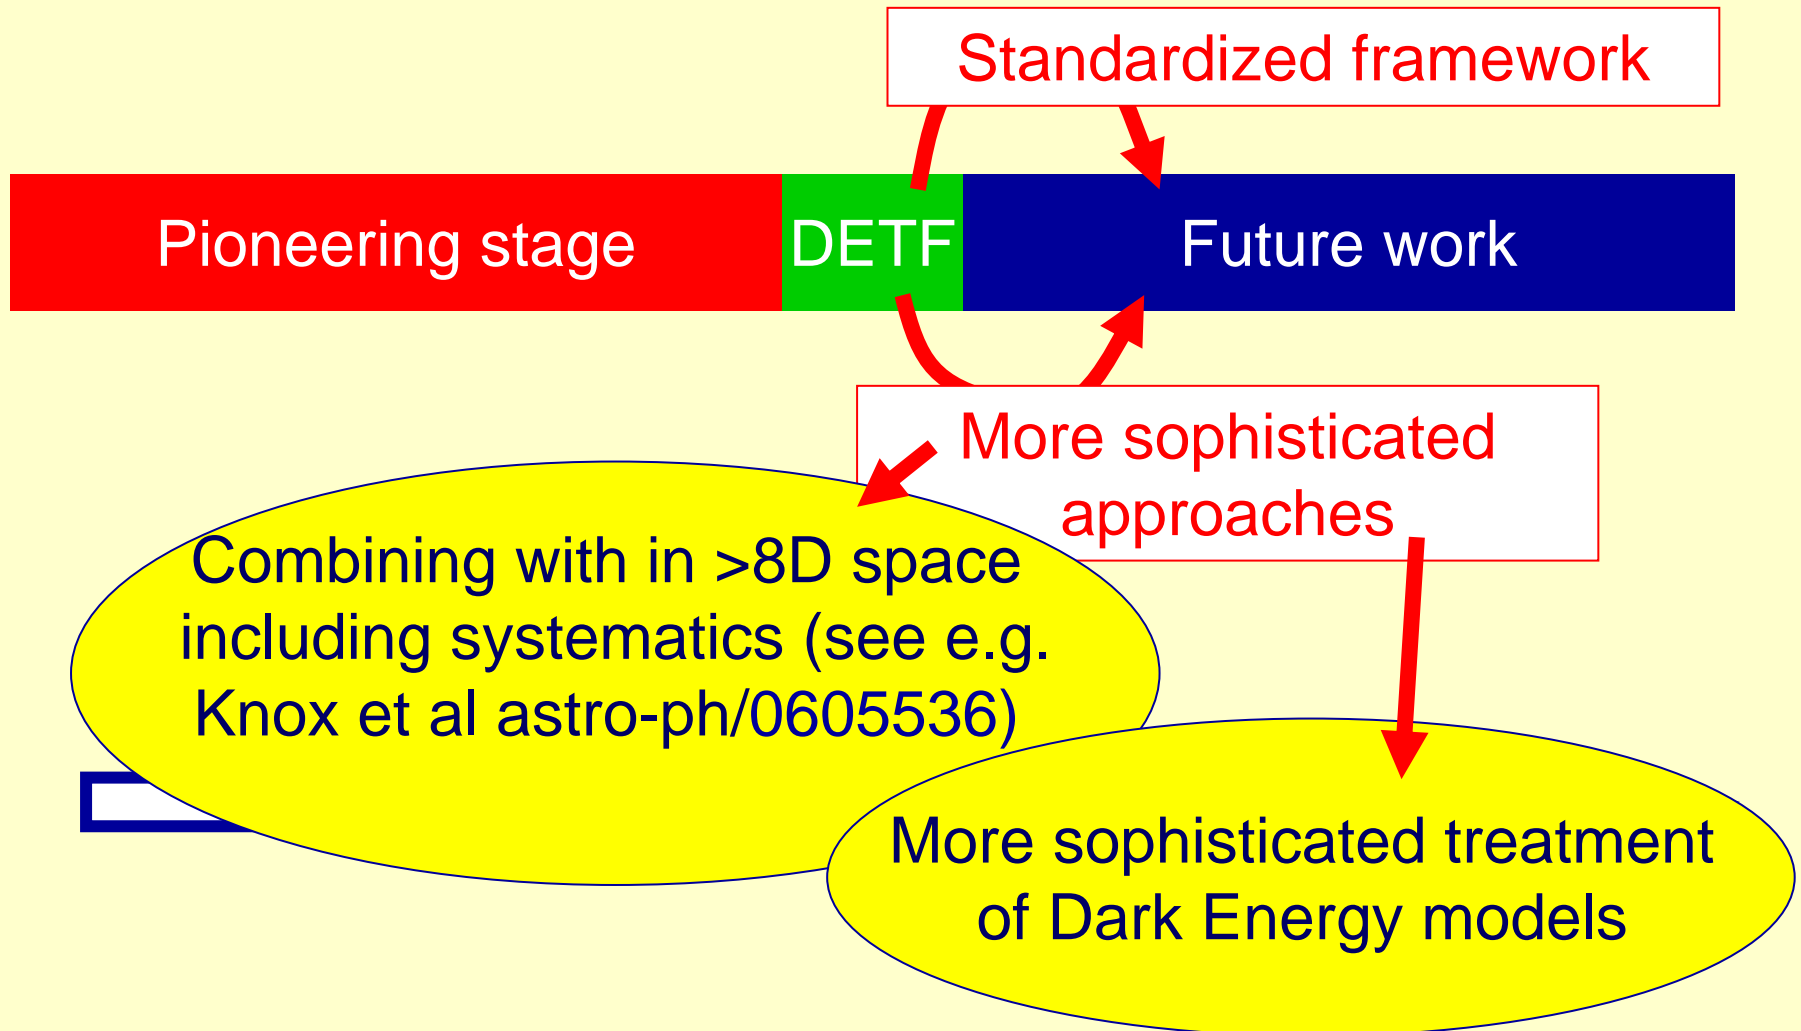 Standardized framework
Pioneering stage
DETF
Future work
More sophisticated
approaches
Combining with in >8D space
including systematics (see e.g.
Knox et al astro-ph/0605536)
More sophisticated treatment
of Dark Energy models